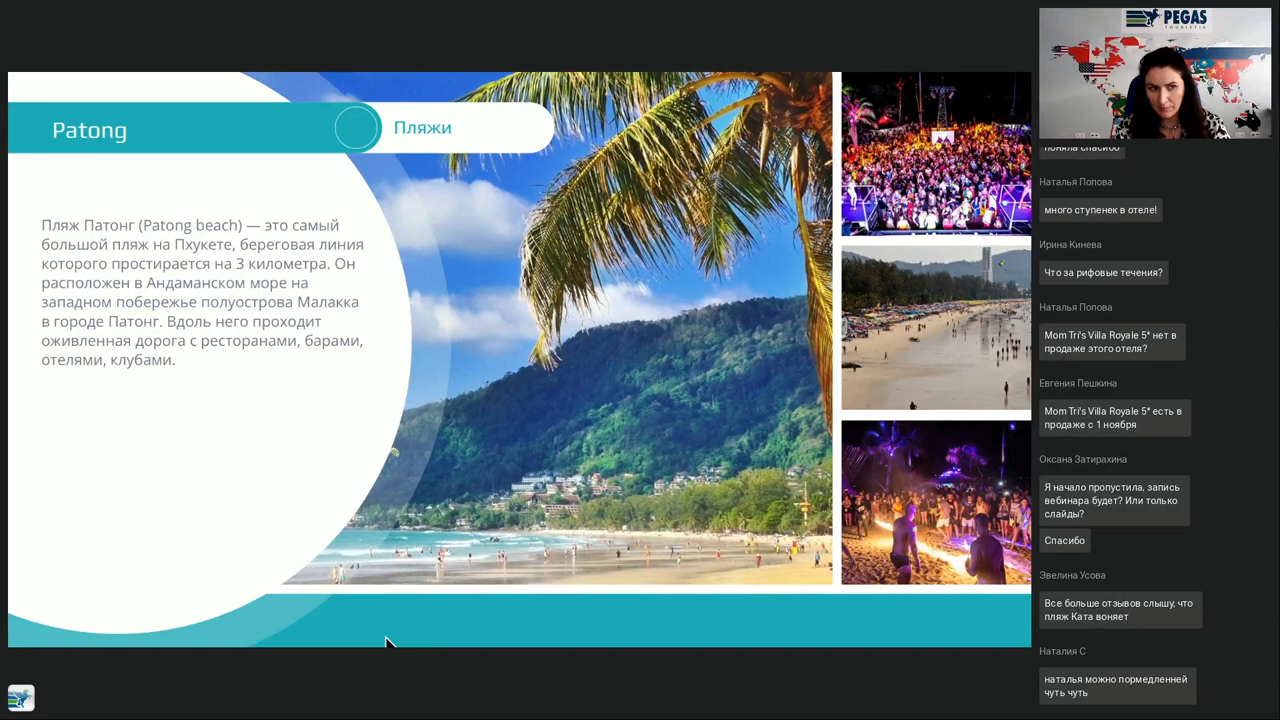 PEGAS
TOURISTIK
Patong
Пляжи
Пляж Патонг (Patong beach) — это самый
большой пляж на Пхукете, береговая линия
которого простирается на 3 километра. Он
расположен в Андаманском море на
западном побережье полуострова Малакка
в городе Патонг. Вдоль него проходит
оживленная дорога с ресторанами, барами,
отелями, клубами.
поняла спасибо
Наталья Попова
много ступенек в отеле!
Ирина Кинева
Что за рифовые течения?
Наталья Попова
Mom Tri's Villa Royale 5* нет в
продаже этого отеля?
Евгения Пешкина
Mom Tri's Villa Royale 5* есть в
продаже с 1 ноября
Оксана Затирахина
Я начало пропустила, запись
вебинара будет? Или только
слайды?
Спасибо
Эвелина Усова
Все больше отзывов слышу, что
пляж Ката воняет
Наталия С
наталья можно пормедленней
чуть чуть